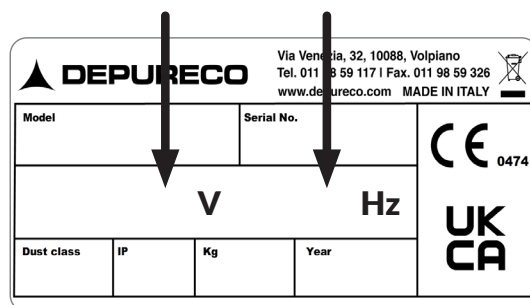 DEPURECO
Via Venezia, 32, 10088, Volpiano
Tel. 011 98 59 117 I Fax. 011 98 59 326
www.depureco.com MADE IN ITALY
Model
Serial No.
CE 0474
V
Hz
UK
CA
Dust class
IP
Kg
Year